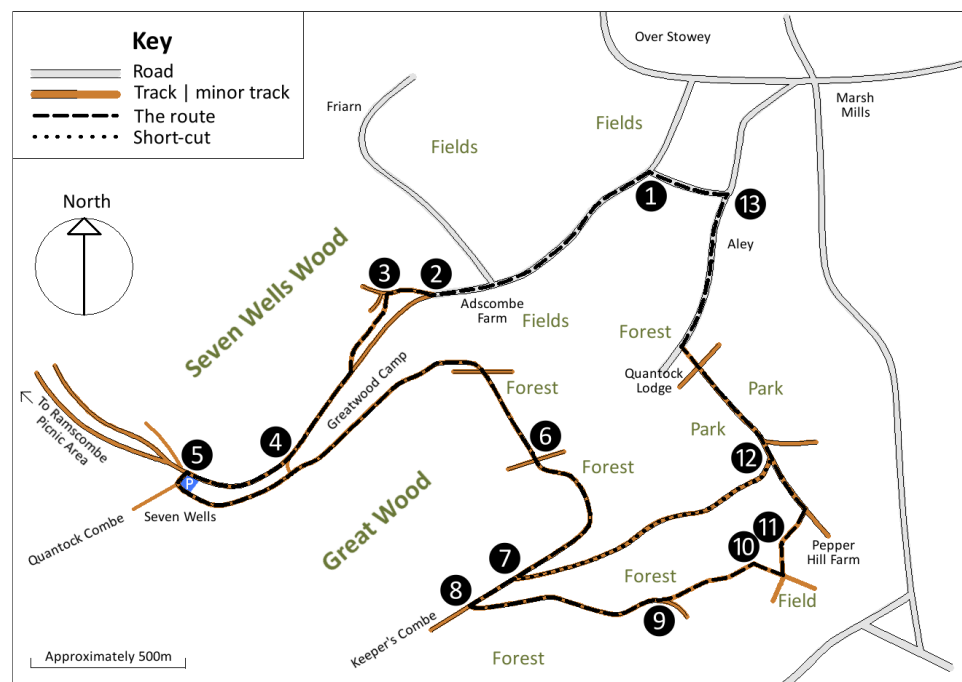 Key
Road
Track | minor track
The route
Short-cut
North
Over Stowey
Marsh
Mills
Friarn
Fields
Fields
1
13
Aley
Seven Wells Wood
3
2
Adscombe
Farm
Fields
Forest
Quantock
Lodge
Greatwood Camp
Forest
Park
Park
To Ramscombe
Picnic Area
5
4
6
12
P
Forest
Seven Wells
Quantock Combe
Great Wood
11
10
Pepper
Hill Farm
7
8
Forest
Field
9
Keeper's Combe
Forest
Approximately 500m